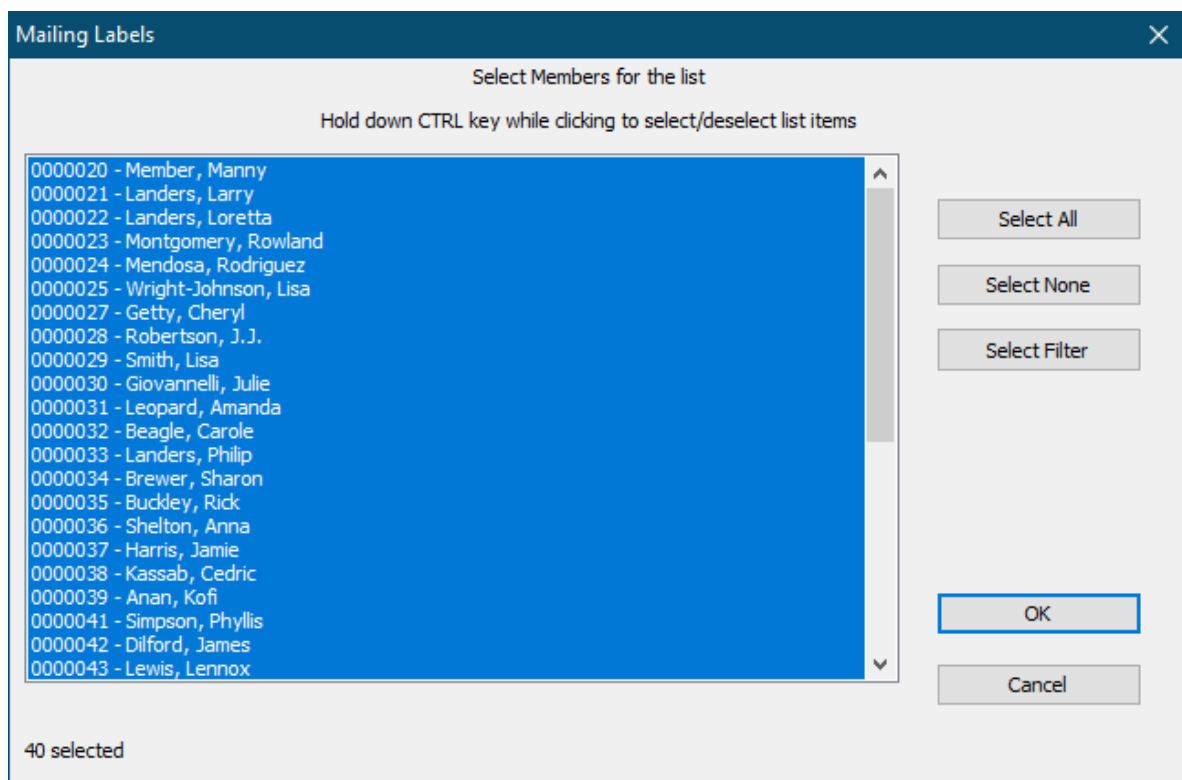 Mailing Labels
Select Members for the list
Hold down CTRL key while clicking to select/deselect list items
0000020 - Member, Manny
0000021 - Landers, Larry
0000022 - Landers, Loretta
0000023 - Montgomery, Rowland
0000024 - Mendosa, Rodriguez
0000025 - Wright-Johnson, Lisa
0000027 - Getty, Cheryl
0000028 - Robertson, J.J.
0000029 - Smith, Lisa
0000030 - Giovannelli, Julie
0000031 - Leopard, Amanda
0000032 - Beagle, Carole
0000033 - Landers, Philip
0000034 - Brewer, Sharon
0000035 - Buckley, Rick
0000036 - Shelton, Anna
0000037 - Harris, Jamie
0000038 - Kassab, Cedric
0000039 - Anan, Kofi
0000041 - Simpson, Phyllis
0000042 - Dilford, James
0000043 - Lewis, Lennox
Select All
Select None
Select Filter
OK
Cancel
40 selected